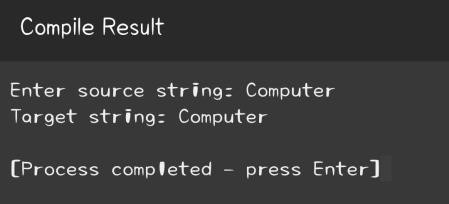 Compile Result
Enter source string: Computer
Target string: Computer
[Process completed - press Enter]